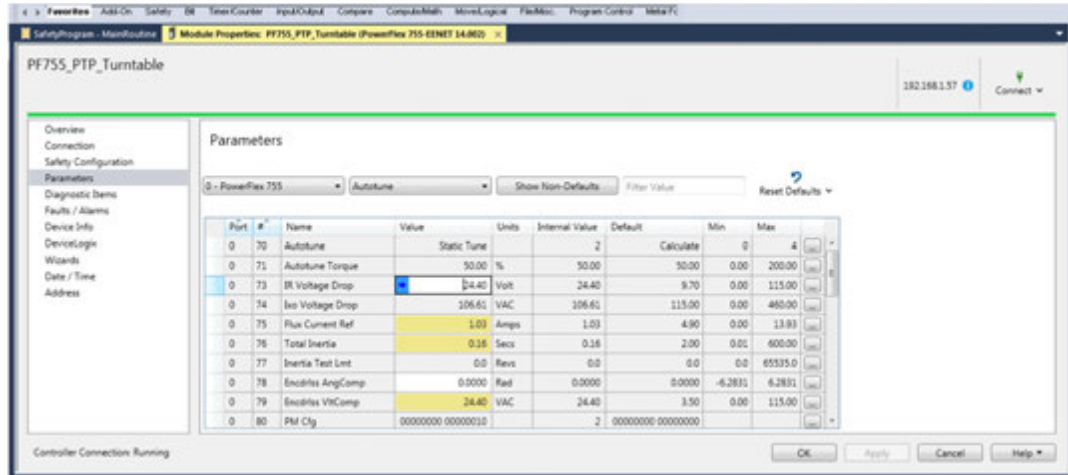 Favorites Add-On Safety Bit Timer/Counter Input/Output Compare Compute/Math Move/Logical File/Misc. Program Control
SafetyProgram - MainRoutine Module Properties: PF755_PTP_Turntable (PowerFlex 755-EENET 14.002) ×
PF755_PTP_Turntable
192.168.1.57 Connect
Overview
Connection
Safety Configuration
Parameters
Diagnostic Items
Faults / Alarms
Device Info
DeviceLogix
Wizards
Date / Time
Address
Parameters
0 - PowerFlex 755 Autotune Show Non-Defaults Filter Value Reset Defaults
Port # Name Value Units Internal Value Default Min Max
0 70 Autotune Static Tune 2 Calculate 0 4 ...
0 71 Autotune Torque 50.00 % 50.00 50.00 0.00 200.00 ...
0 73 IR Voltage Drop 24.40 Volt 24.40 9.70 0.00 115.00 ...
0 74 Ixo Voltage Drop 106.61 VAC 106.61 115.00 0.00 460.00 ...
0 75 Flux Current Ref 1.03 Amps 1.03 4.90 0.00 13.93 ...
0 76 Total Inertia 0.16 Secs 0.16 2.00 0.01 600.00 ...
0 77 Inertia Test Lmt 0.0 Revs 0.0 0.0 0.0 65535.0 ...
0 78 Encdrlss AngComp 0.0000 Rad 0.0000 0.0000 -6.2831 6.2831 ...
0 79 Encdrlss VltComp 24.40 VAC 24.40 3.50 0.00 115.00 ...
0 80 PM Cfg 00000000 00000010 2 00000000 00000000 ...
Controller Connection: Running
OK Apply Cancel Help